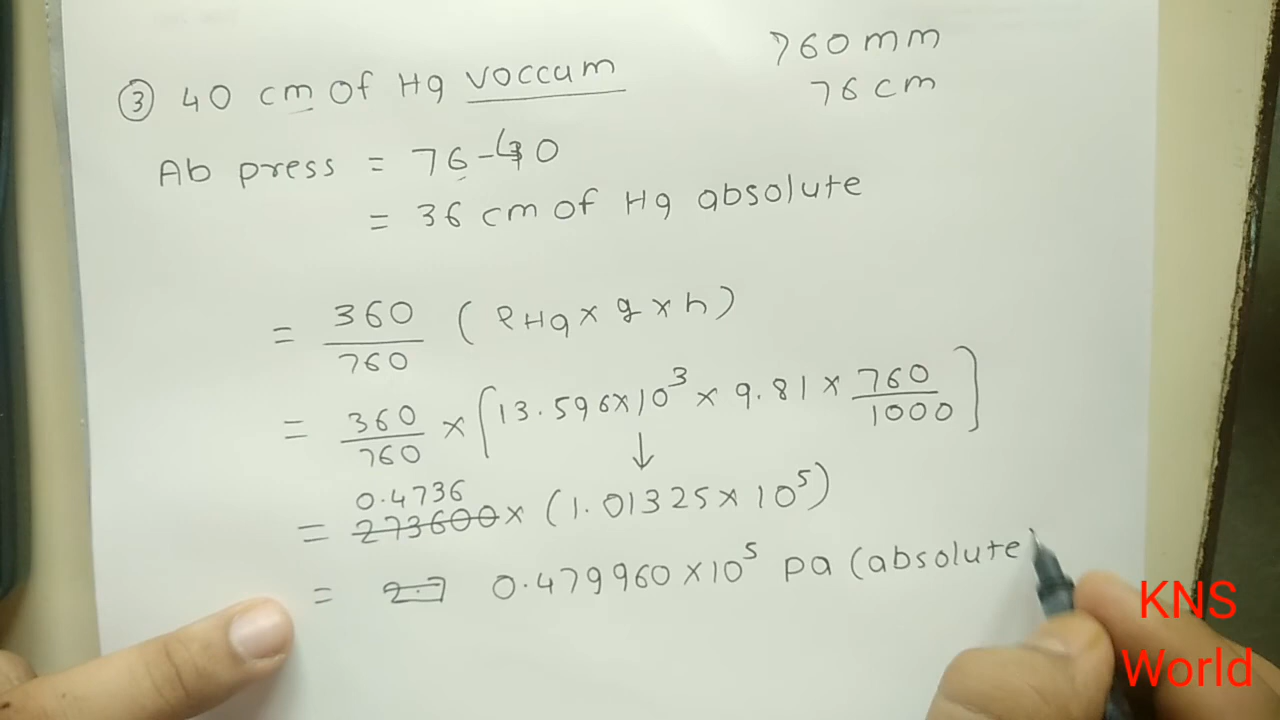 760 mm
76 cm
③ 40 cm of Hg voccum
Ab press = 76-40
= 36 cm of Hg absolute
= 360/760 (ρHg × g × h)
= 360/760 × [13.596×10³ × 9.81 × 760/1000]
↓
0.4736
= 273600 × (1.01325 × 10⁵)
= 2.7 0.479960 × 10⁵ pa (absolute)
KNS
World